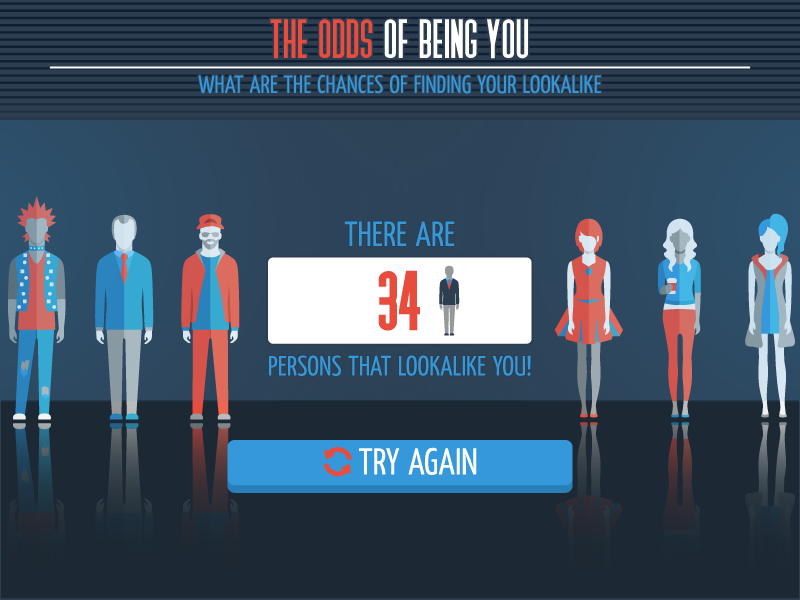 THE ODDS OF BEING YOU
WHAT ARE THE CHANCES OF FINDING YOUR LOOKALIKE
THERE ARE
34
PERSONS THAT LOOKALIKE YOU!
TRY AGAIN